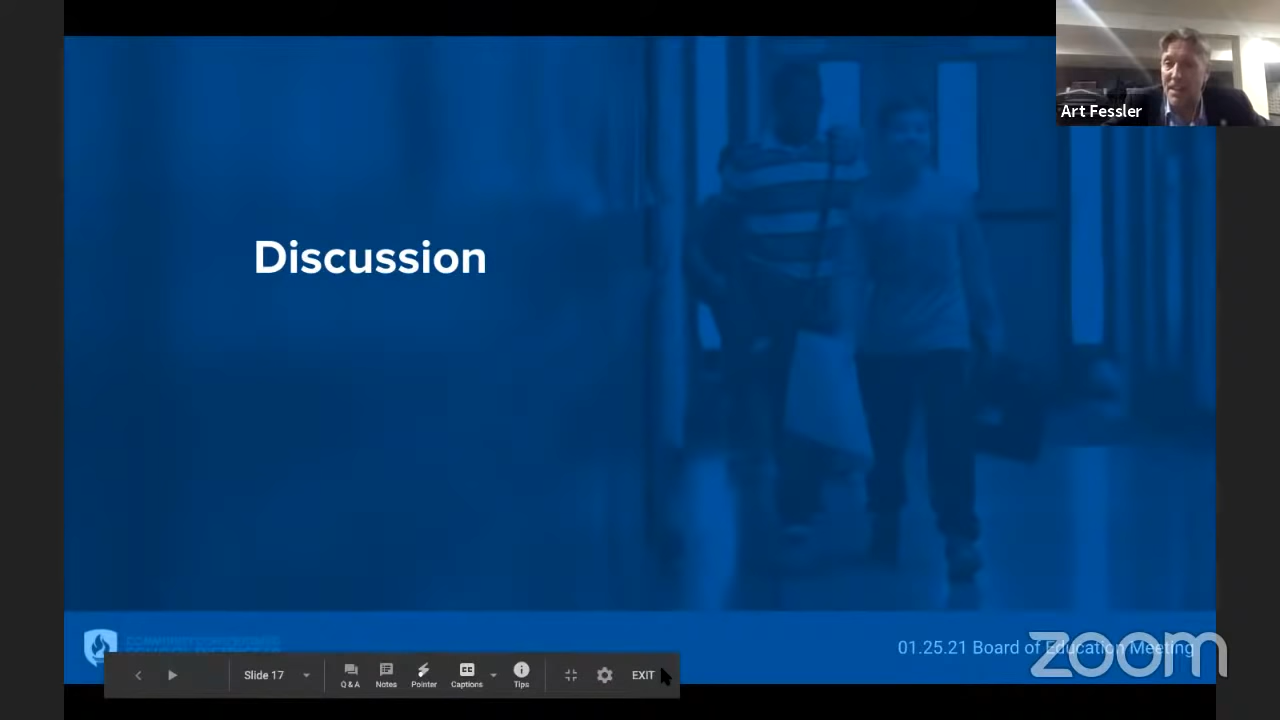 Art Fessler
Discussion
01.25.21 Board of Education Meeting
zoom
Slide 17
Q & A
Notes
Pointer
Captions
Tips
EXIT